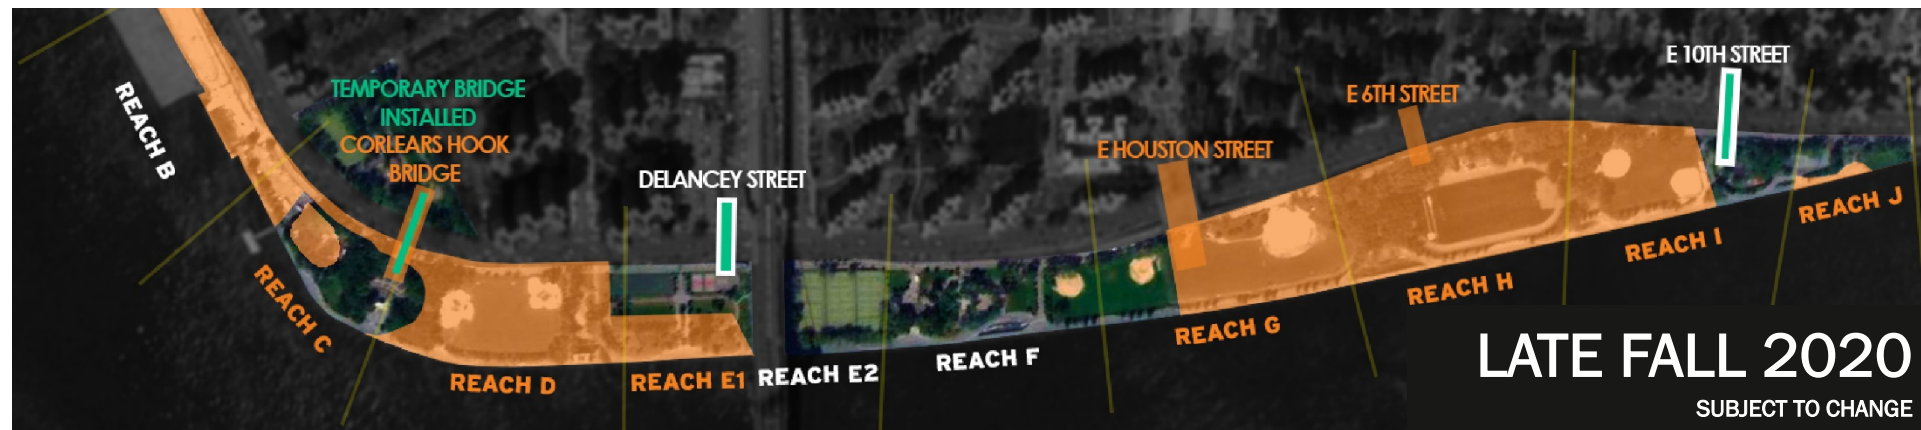 REACH B
TEMPORARY BRIDGE
INSTALLED
CORLEARS HOOK
BRIDGE
DELANCEY STREET
E HOUSTON STREET
E 6TH STREET
E 10TH STREET
REACH C
REACH D
REACH E1
REACH E2
REACH F
REACH G
REACH H
REACH I
REACH J
LATE FALL 2020
SUBJECT TO CHANGE